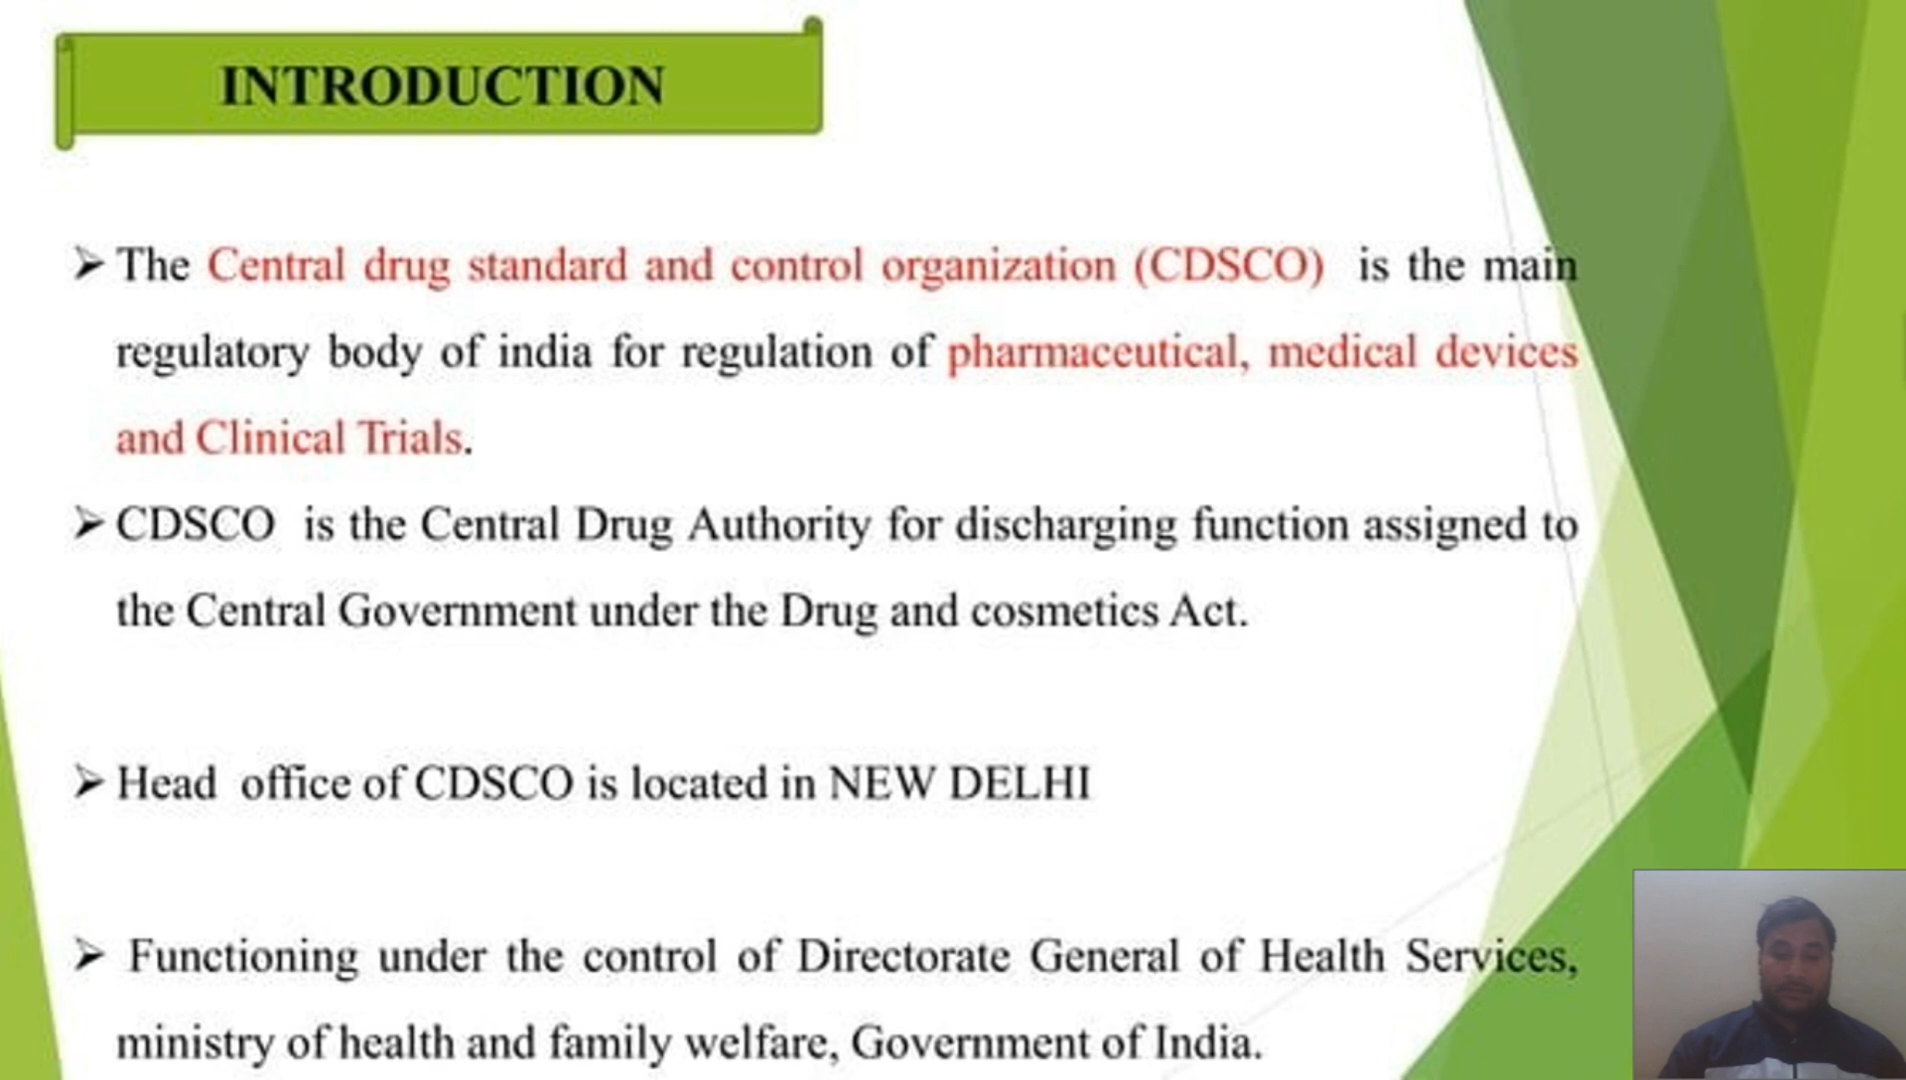 INTRODUCTION
➢ The Central drug standard and control organization (CDSCO) is the main
regulatory body of india for regulation of pharmaceutical, medical devices
and Clinical Trials.
➢ CDSCO is the Central Drug Authority for discharging function assigned to
the Central Government under the Drug and cosmetics Act.
➢ Head office of CDSCO is located in NEW DELHI
➢ Functioning under the control of Directorate General of Health Services,
ministry of health and family welfare, Government of India.